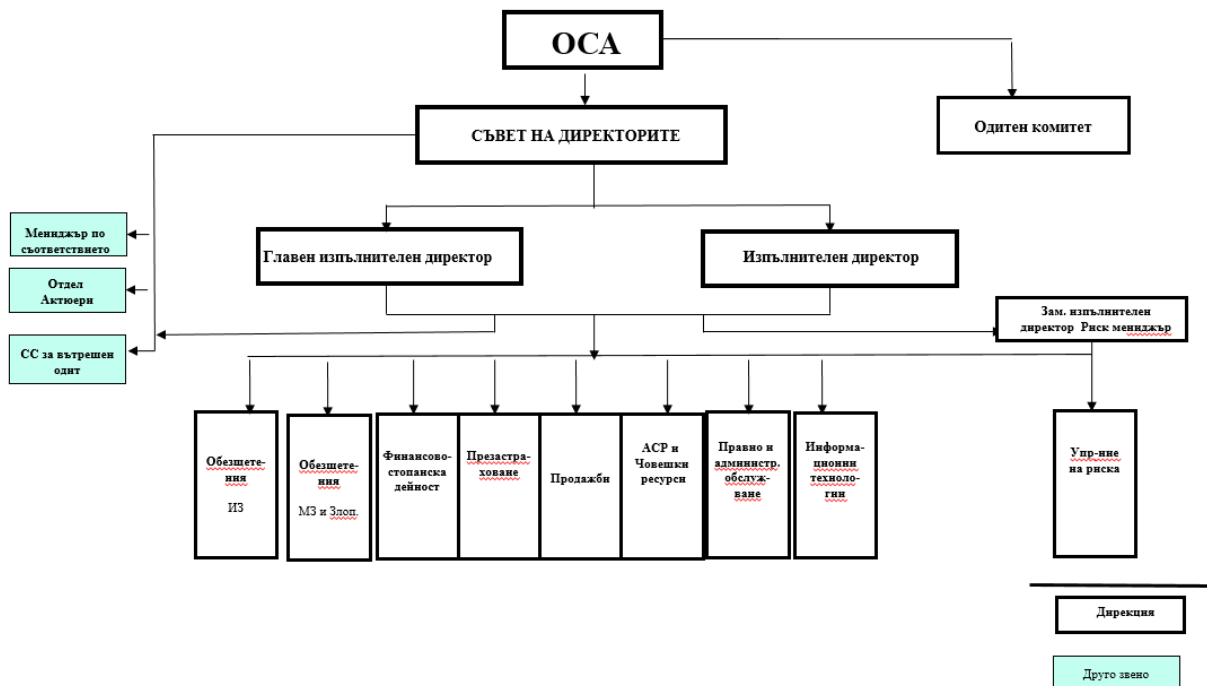 ОСА
Одитен комитет
СЪВЕТ НА ДИРЕКТОРИТЕ
Мениджър по
съответствието
Отдел
Актюери
СС за вътрешен
одит
Главен изпълнителен директор
Изпълнителен
директор
Зам. изпълнителен
директор Риск мениджър
Обезщете-
ния
ИЗ
Обезщете-
ния
МЗ и Злоп.
Финансово-
стопанска
дейност
Презастра-
ховане
Продажби
АСР и
Човешки
ресурси
Правно и
администр.
обслуж-
ване
Информа-
ционни
техноло-
гии
Упр-ние
на риска
Дирекция
Друго звено